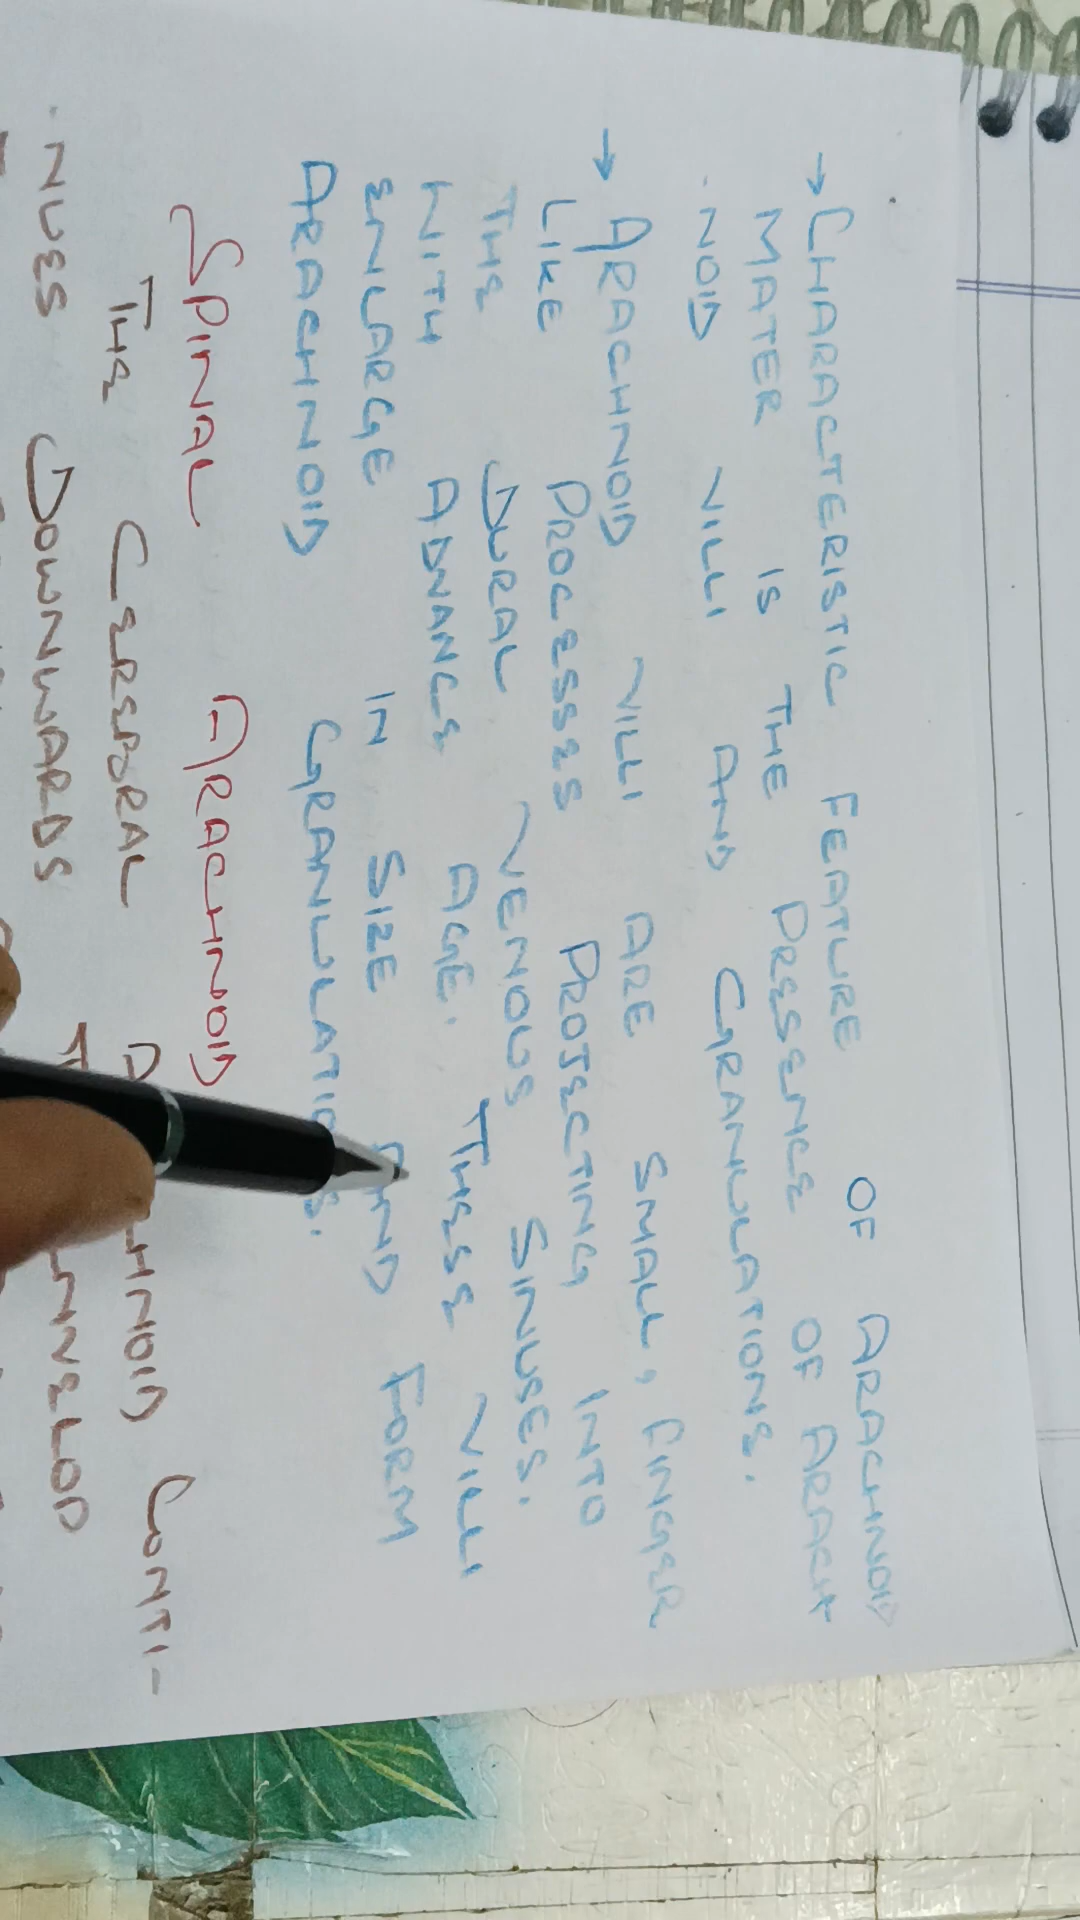 → CHARACTERISTIC FEATURE OF ARACHNOID
MATER IS THE PRESENCE OF ARACH
-NOID VILLI AND GRANULATIONS.
→ ARACHNOID VILLI ARE SMALL, FINGER
LIKE PROCESSES PROJECTING INTO
THE DURAL VENOUS SINUSES.
WITH ADVANCE AGE. THESE VILLI
ENLARGE IN SIZE AND FORM
ARACHNOID GRANULATIONS.
SPINAL ARACHNOID
THE CEREBRAL CONTI-
-NUES DOWNWARDS